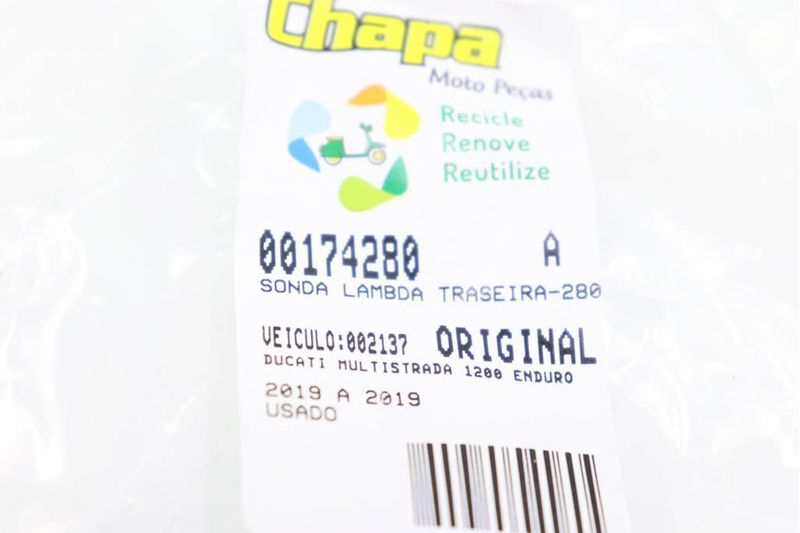 Chapa
Moto Peças
Recicle
Renove
Reutilize
00174280 A
SONDA LAMBDA TRASEIRA-280
VEICULO:002137 ORIGINAL
DUCATI MULTISTRADA 1200 ENDURO
2019 A 2019
USADO